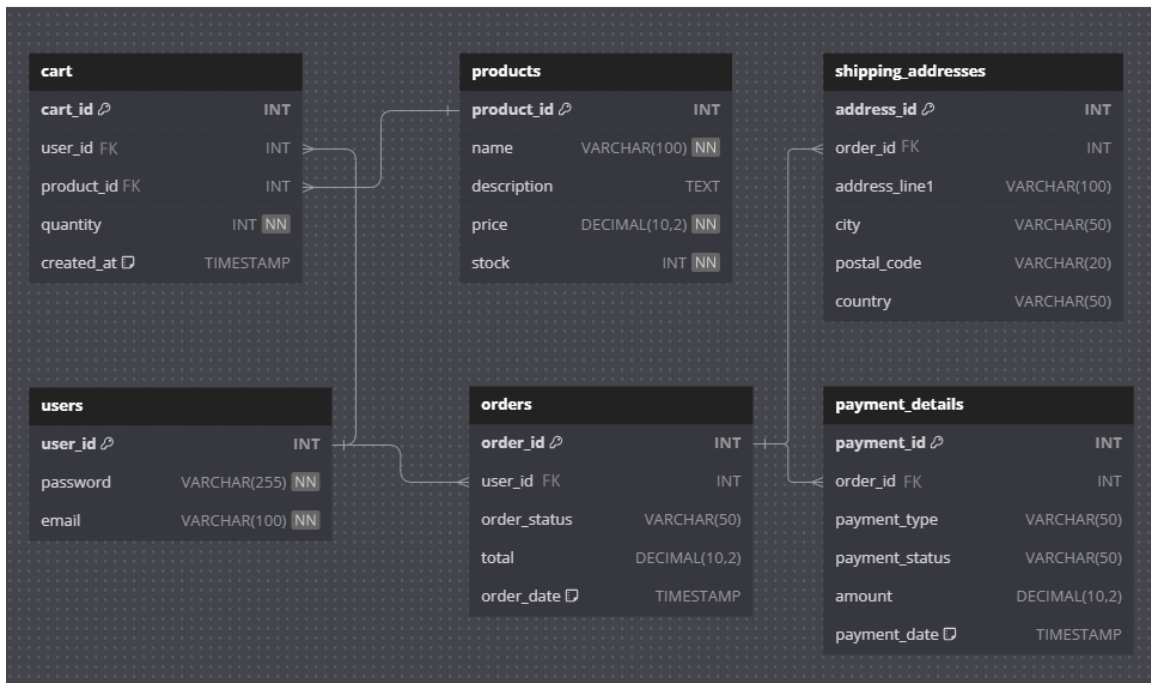 cart
cart_id INT
user_id FK INT
product_id FK INT
quantity INT NN
created_at TIMESTAMP
products
product_id INT
name VARCHAR(100) NN
description TEXT
price DECIMAL(10,2) NN
stock INT NN
shipping_addresses
address_id INT
order_id FK INT
address_line1 VARCHAR(100)
city VARCHAR(50)
postal_code VARCHAR(20)
country VARCHAR(50)
users
user_id INT
password VARCHAR(255) NN
email VARCHAR(100) NN
orders
order_id INT
user_id FK INT
order_status VARCHAR(50)
total DECIMAL(10,2)
order_date TIMESTAMP
payment_details
payment_id INT
order_id FK INT
payment_type VARCHAR(50)
payment_status VARCHAR(50)
amount DECIMAL(10,2)
payment_date TIMESTAMP